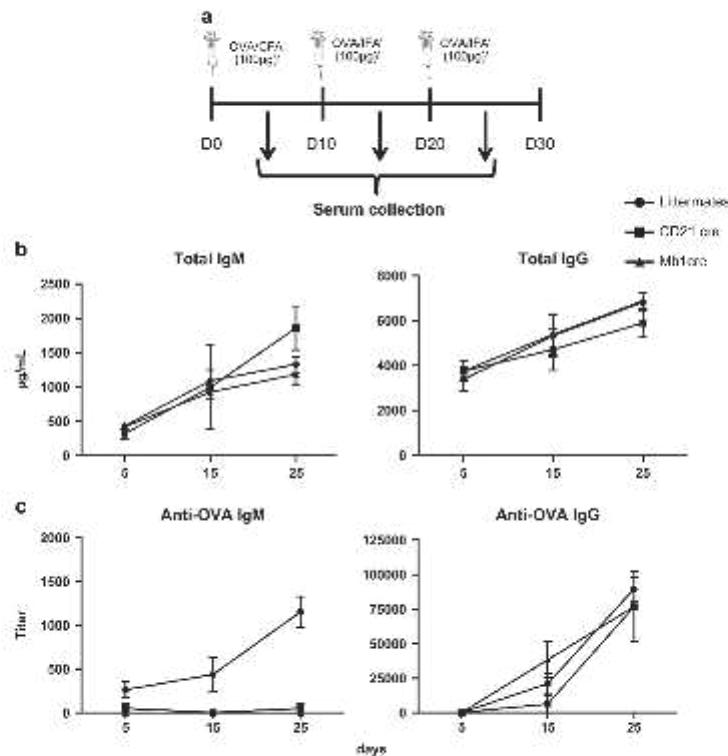 a
OVA/CFA OVA/IFA OVA/IFA
(100µg) (100µg) (100µg)
D0 D10 D20 D30
Serum collection
Littermates
CD21cre
Mb1cre
b
Total IgM Total IgG
2500
2000
1500
1000
500
0
µg/mL
5 15 25
8000
6000
4000
2000
0
5 15 25
c
Anti-OVA IgM Anti-OVA IgG
2000
1500
1000
500
0
Titer
5 15 25
125000
100000
75000
50000
25000
0
5 15 25
days